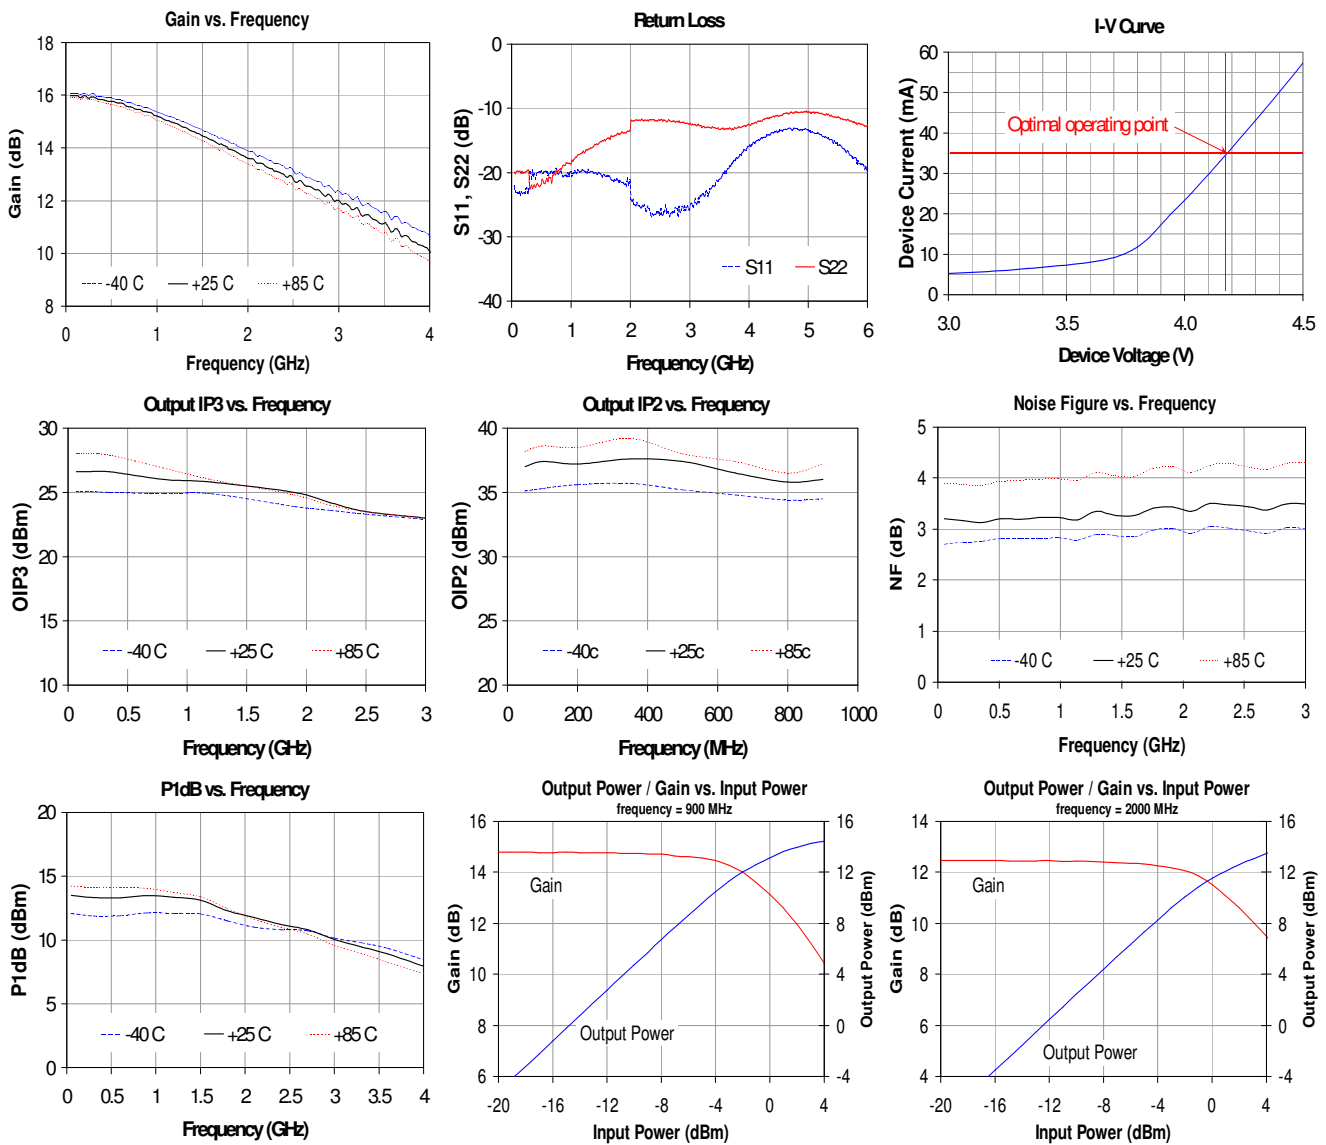 Gain vs. Frequency
18
16
14
12
10
8
Gain (dB)
-40 C
+25 C
+85 C
0
1
2
3
4
Frequency (GHz)
Return Loss
0
-10
-20
-30
-40
S11, S22 (dB)
S11
S22
0
1
2
3
4
5
6
Frequency (GHz)
I-V Curve
60
50
40
30
20
10
0
Device Current (mA)
Optimal operating point
3.0
3.5
4.0
4.5
Device Voltage (V)
Output IP3 vs. Frequency
30
25
20
15
10
OIP3 (dBm)
-40 C
+25 C
+85 C
0
0.5
1
1.5
2
2.5
3
Frequency (GHz)
Output IP2 vs. Frequency
40
35
30
25
20
OIP2 (dBm)
-40c
+25c
+85c
0
200
400
600
800
1000
Frequency (MHz)
Noise Figure vs. Frequency
5
4
3
2
1
0
NF (dB)
-40 C
+25 C
+85 C
0
0.5
1
1.5
2
2.5
3
Frequency (GHz)
P1dB vs. Frequency
20
15
10
5
0
P1dB (dBm)
-40 C
+25 C
+85 C
0
0.5
1
1.5
2
2.5
3
3.5
4
Frequency (GHz)
Output Power / Gain vs. Input Power
frequency = 900 MHz
16
14
12
10
8
6
Gain (dB)
Gain
Output Power
16
12
8
4
0
-4
Output Power (dBm)
-20
-16
-12
-8
-4
0
4
Input Power (dBm)
Output Power / Gain vs. Input Power
frequency = 2000 MHz
14
12
10
8
6
4
Gain (dB)
Gain
Output Power
16
12
8
4
0
-4
Output Power (dBm)
-20
-16
-12
-8
-4
0
4
Input Power (dBm)